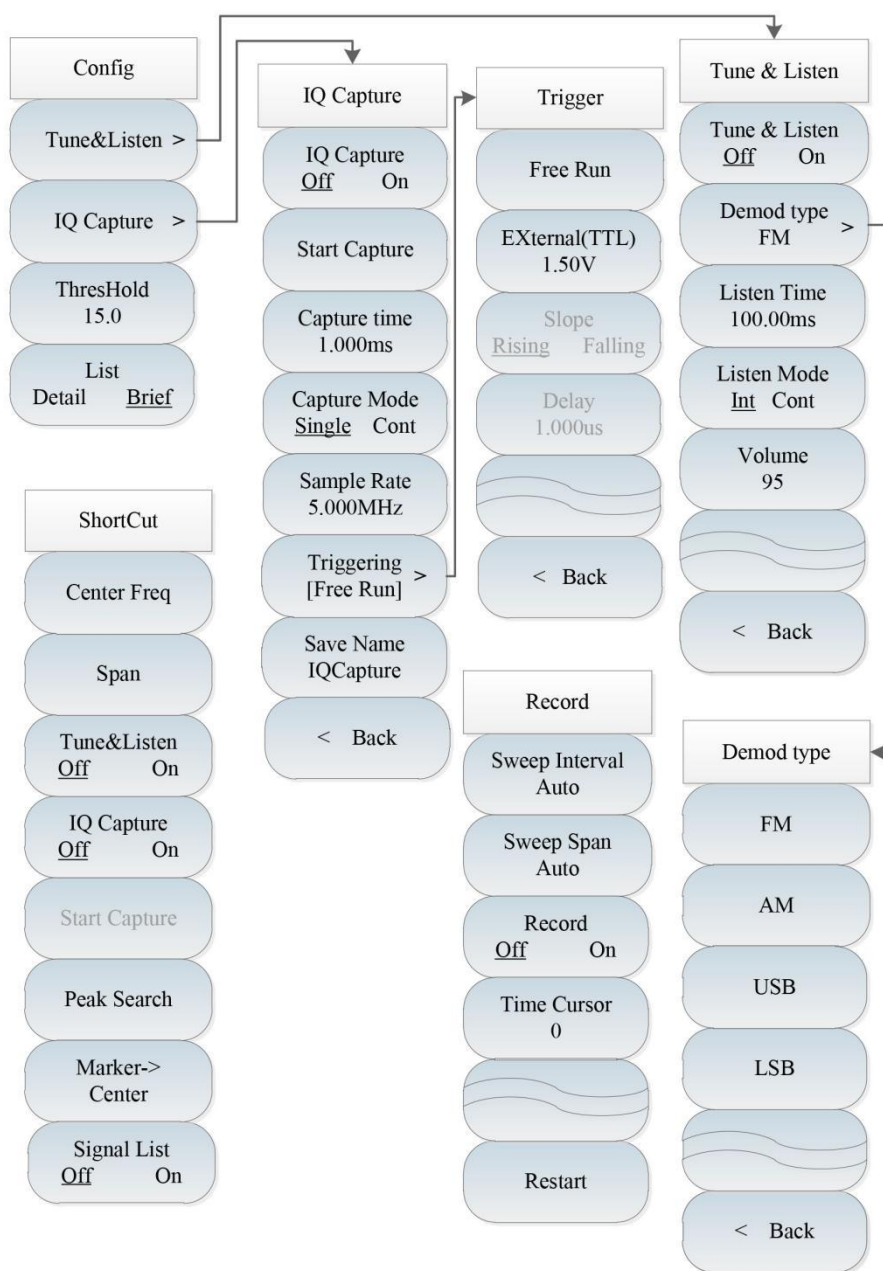 Config
Tune&Listen >
IQ Capture >
ThresHold
15.0
List
Detail Brief
IQ Capture
IQ Capture
Off On
Start Capture
Capture time
1.000ms
Capture Mode
Single Cont
Sample Rate
5.000MHz
Triggering >
[Free Run]
Save Name
IQCapture
< Back
Trigger
Free Run
EXternal(TTL)
1.50V
Slope
Rising Falling
Delay
1.000us
< Back
Tune & Listen
Tune & Listen
Off On
Demod type >
FM
Listen Time
100.00ms
Listen Mode
Int Cont
Volume
95
< Back
ShortCut
Center Freq
Span
Tune&Listen
Off On
IQ Capture
Off On
Start Capture
Peak Search
Marker->
Center
Signal List
Off On
Record
Sweep Interval
Auto
Sweep Span
Auto
Record
Off On
Time Cursor
0
Restart
Demod type
FM
AM
USB
LSB
< Back